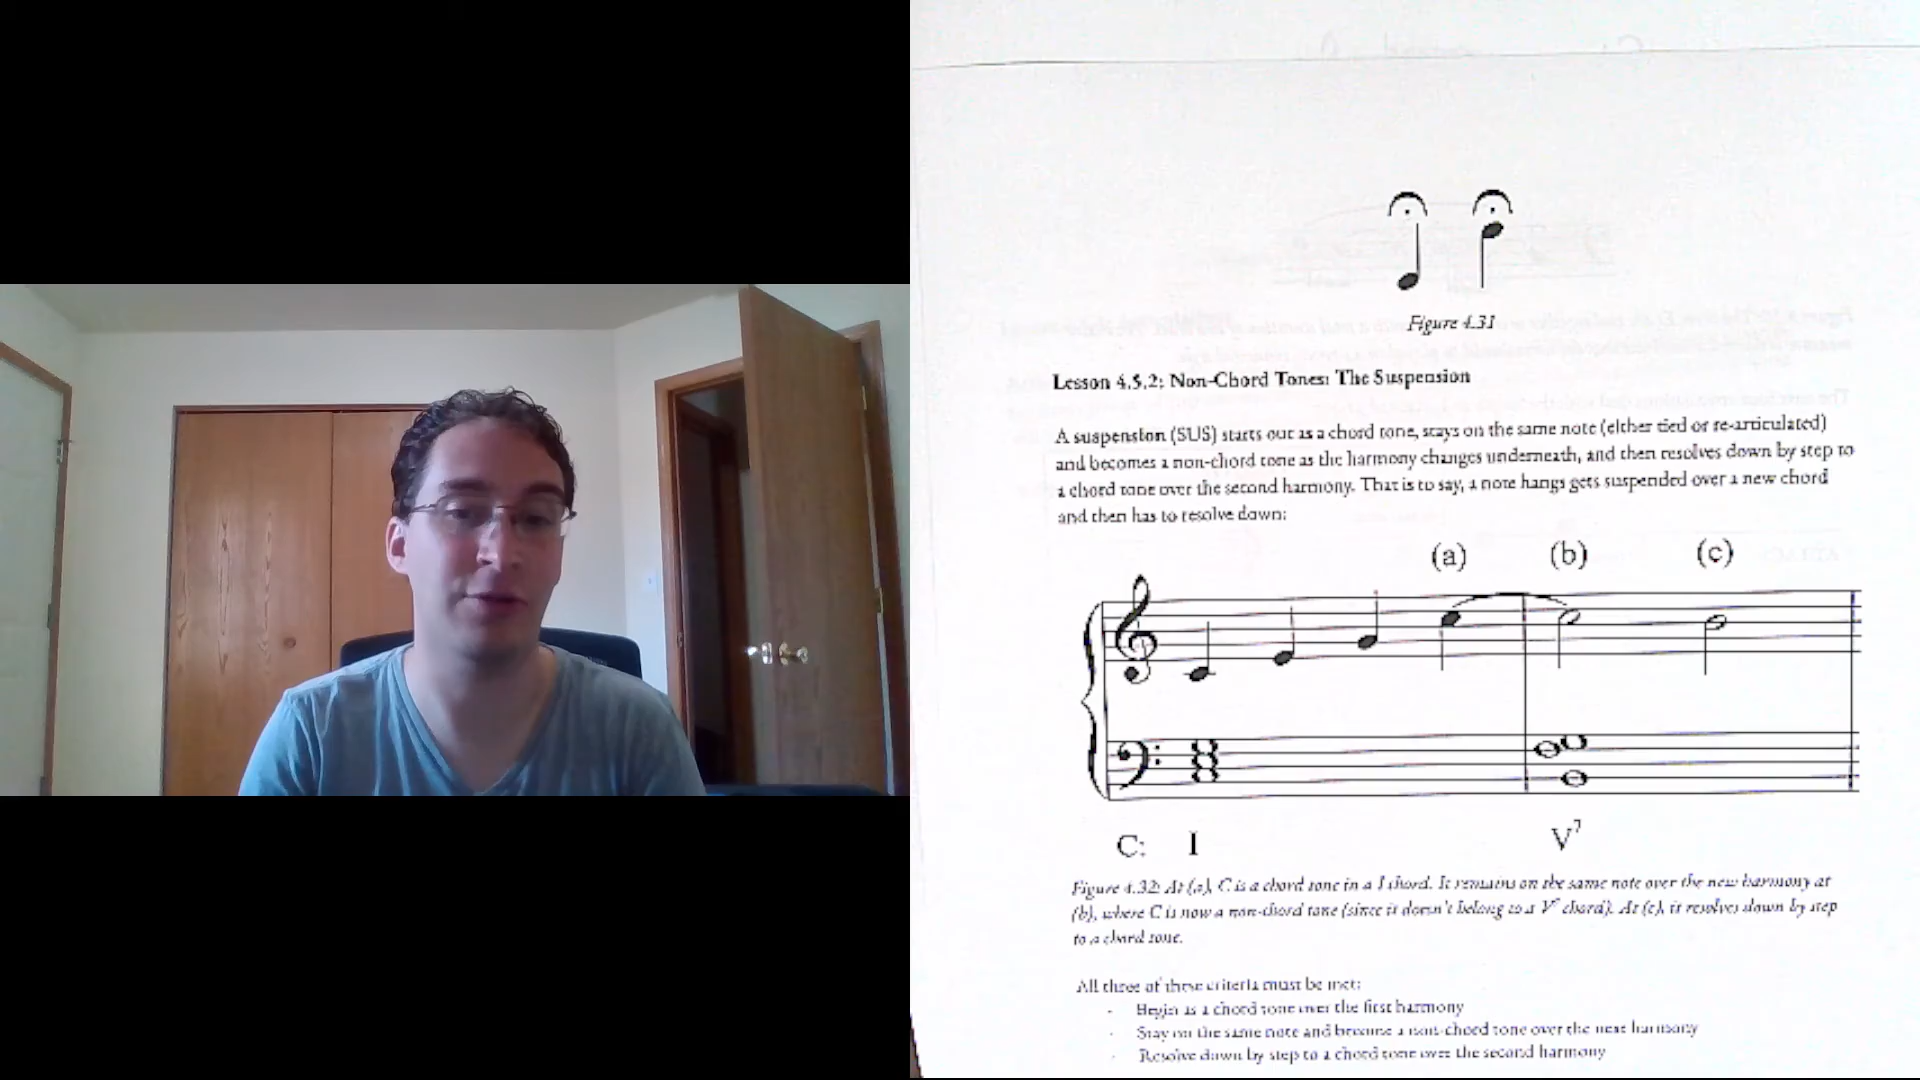 Figure 4.31
Lesson 4.5.2: Non-Chord Tones: The Suspension
A suspension (SUS) starts out as a chord tone, stays on the same note (either tied or re-articulated)
and becomes a non-chord tone as the harmony changes underneath, and then resolves down by step to
a chord tone over the second harmony. That is to say, a note hangs gets suspended over a new chord
and then has to resolve down:
(a) (b) (c)
C: I V7
Figure 4.32: At (a), C is a chord tone in a I chord. It remains on the same note over the new harmony at
(b), where C is now a non-chord tone (since it doesn't belong to a V7 chord). At (c), it resolves down by step
to a chord tone.
All three of these criteria must be met:
- Begin as a chord tone over the first harmony
- Stay on the same note and become a non-chord tone over the next harmony
- Resolve down by step to a chord tone over the second harmony